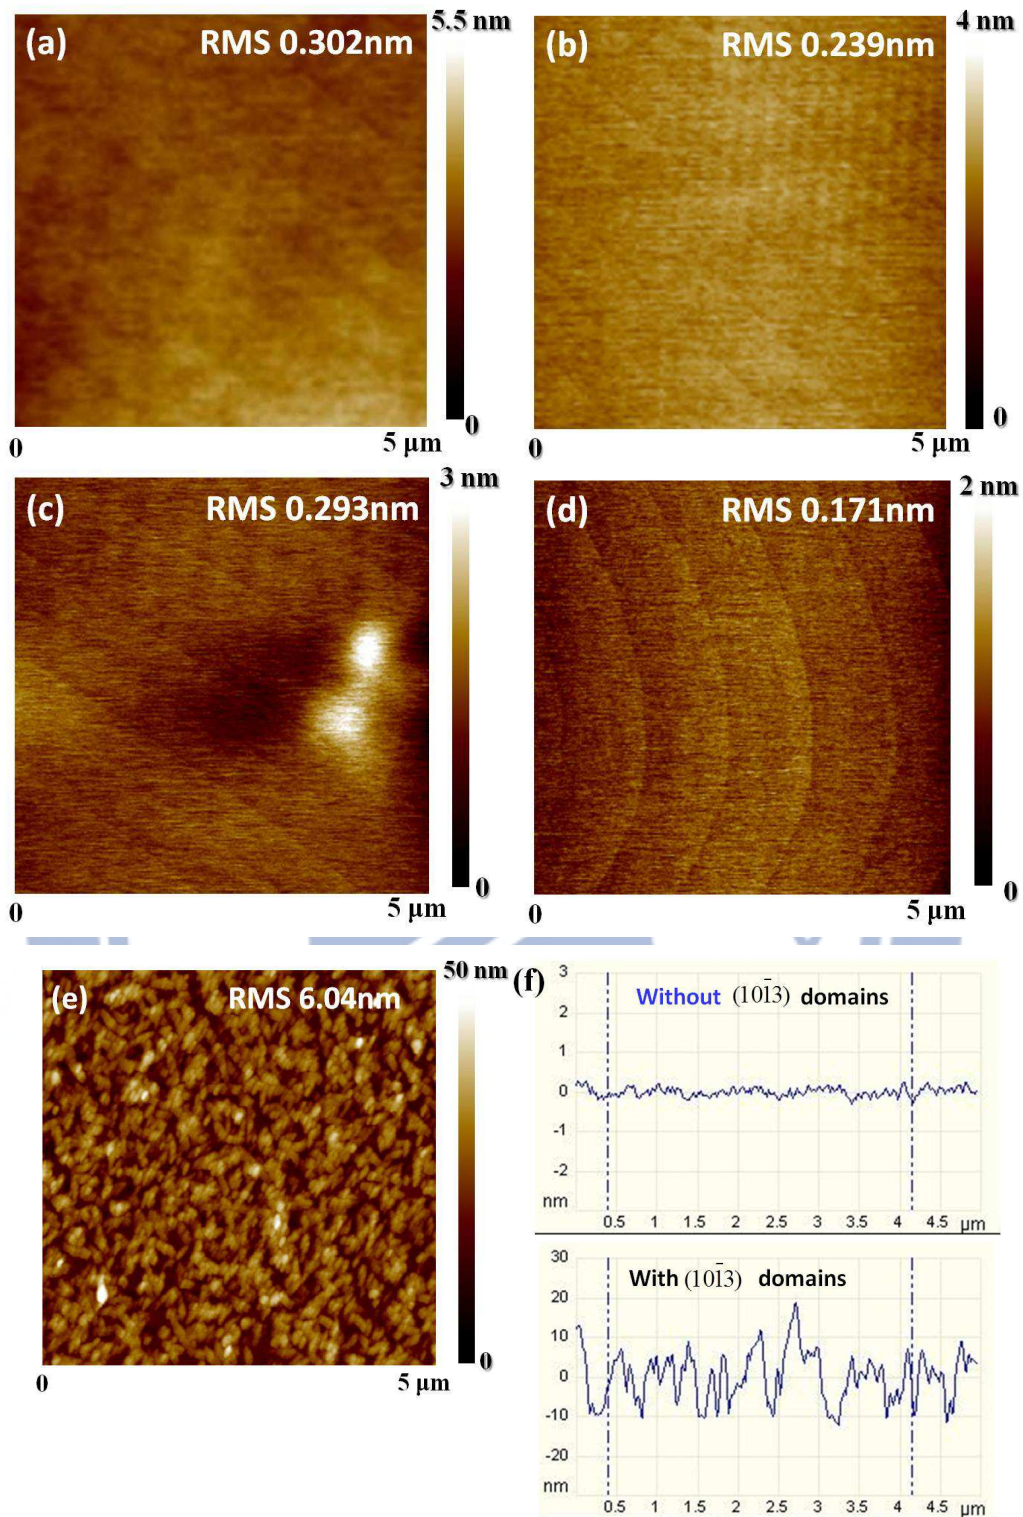 (a) RMS 0.302nm
5.5 nm
0
0
5 µm
(b) RMS 0.239nm
4 nm
0
0
5 µm
(c) RMS 0.293nm
3 nm
0
0
5 µm
(d) RMS 0.171nm
2 nm
0
0
5 µm
(e) RMS 6.04nm
50 nm
0
0
5 µm
(f)
Without (101̄3) domains
3
2
1
0
-1
-2
nm
0.5 1 1.5 2 2.5 3 3.5 4 4.5 µm
With (101̄3) domains
30
20
10
0
-10
-20
nm
0.5 1 1.5 2 2.5 3 3.5 4 4.5 µm